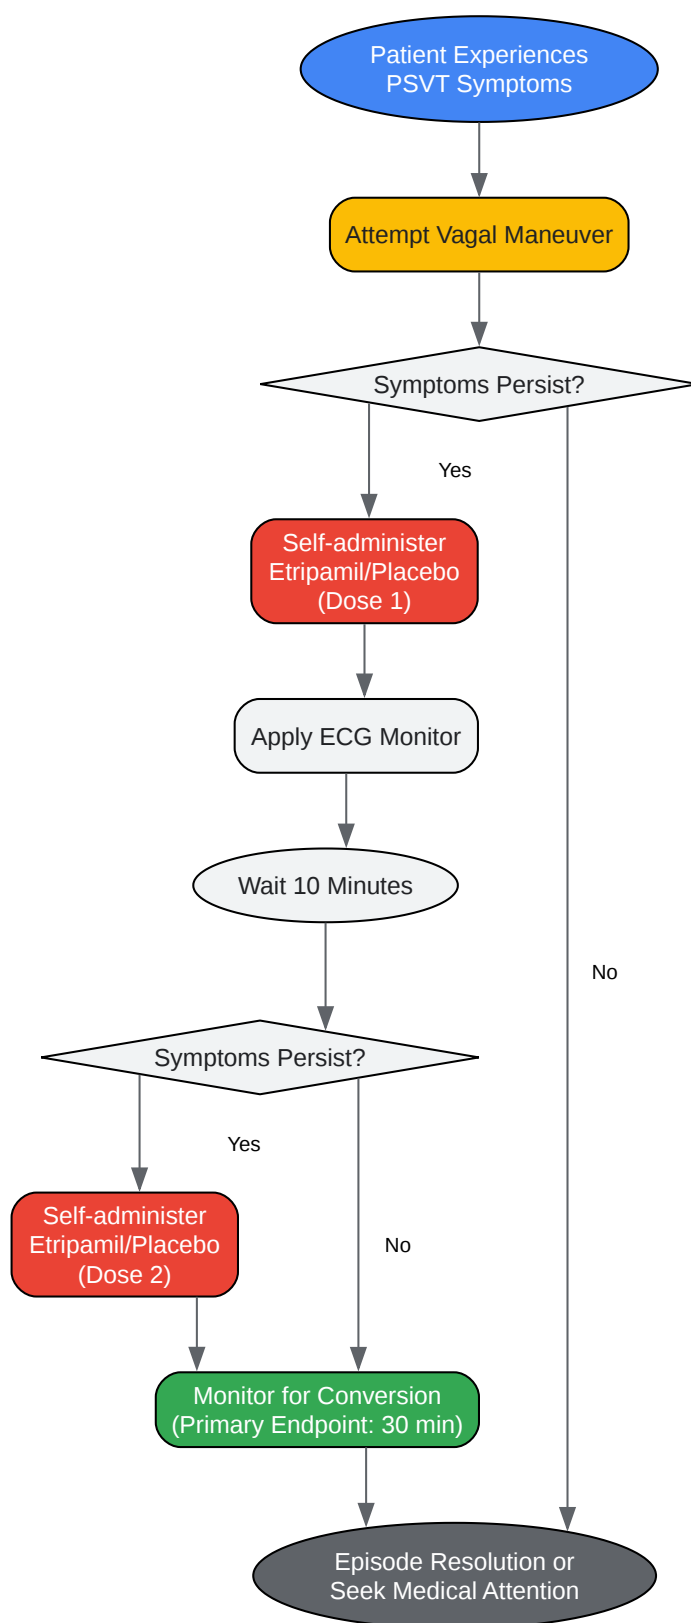 Patient Experiences
PSVT Symptoms
Attempt Vagal Maneuver
Symptoms Persist?
Yes
Self-administer
Etripamil/Placebo
(Dose 1)
Apply ECG Monitor
Wait 10 Minutes
No
Symptoms Persist?
Yes
Self-administer
Etripamil/Placebo
(Dose 2)
No
Monitor for Conversion
(Primary Endpoint: 30 min)
Episode Resolution or
Seek Medical Attention